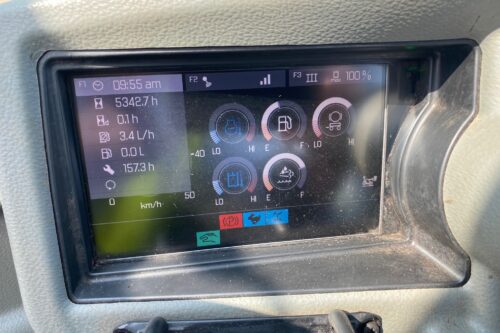 F1 09:55 am F2 F3 III 100 %
5342.7 h
0.1 h
3.4 L/h
0.0 L
157.3 h
LO HI E F LO HI
40
50
LO HI E F
0 km/h
(P)